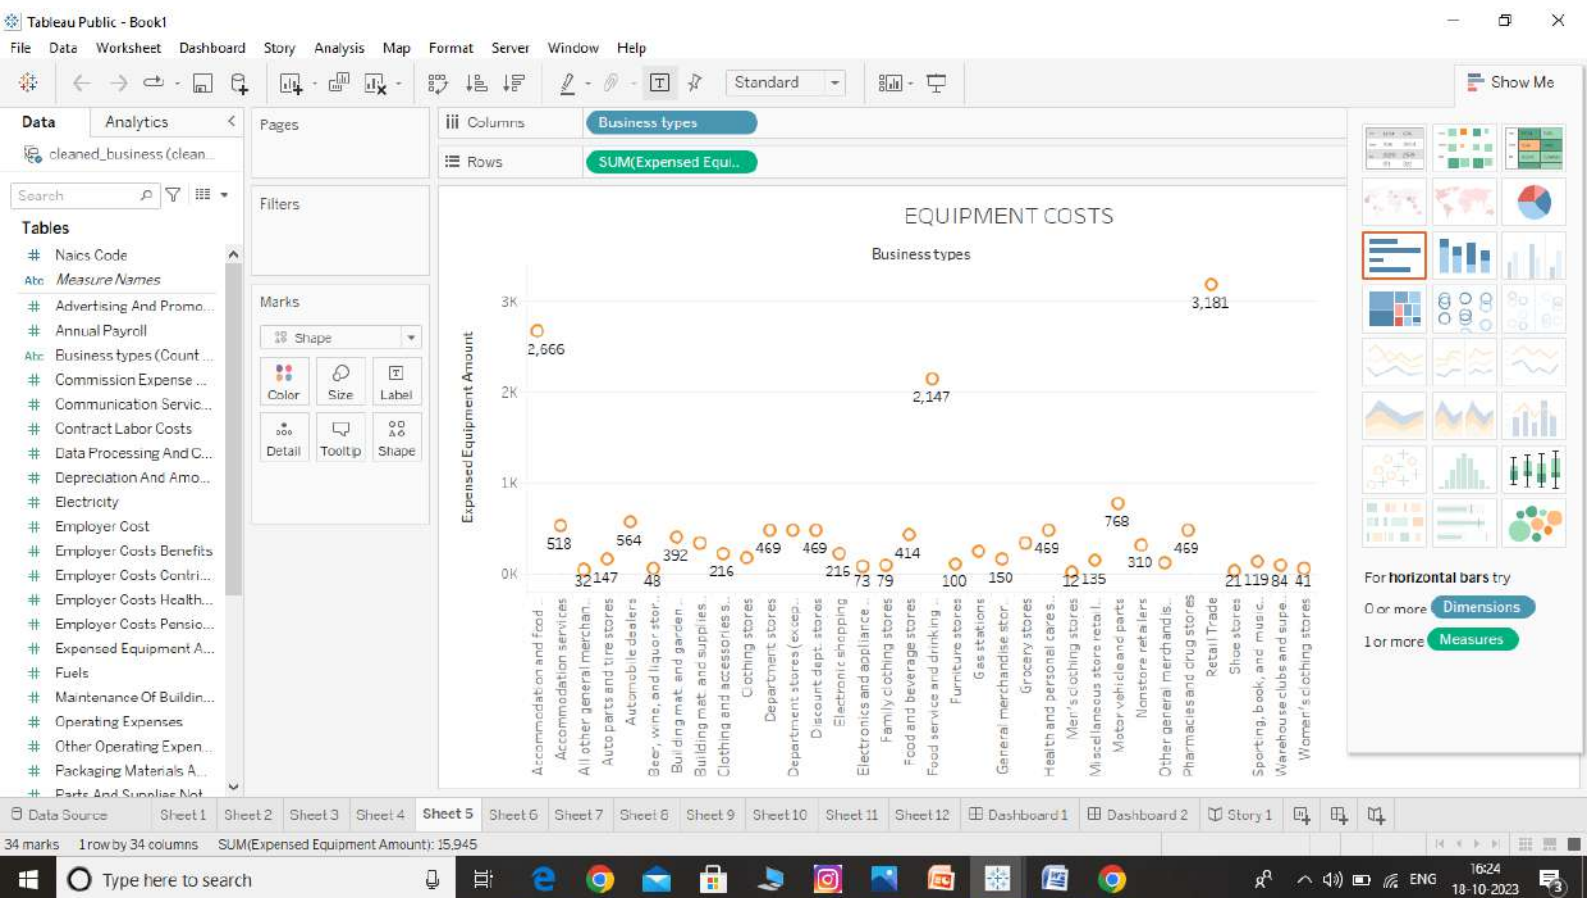 Tableau Public - Book1
File Data Worksheet Dashboard Story Analysis Map Format Server Window Help
Standard
Show Me
Data Analytics
cleaned_business (clean...
Search
Tables
# Naics Code
Abc Measure Names
# Advertising And Promo...
# Annual Payroll
Abc Business types (Count ...
# Commission Expense ...
# Communication Servic...
# Contract Labor Costs
# Data Processing And C...
# Depreciation And Amo...
# Electricity
# Employer Cost
# Employer Costs Benefits
# Employer Costs Contri...
# Employer Costs Health...
# Employer Costs Pensio...
# Expensed Equipment A...
# Fuels
# Maintenance Of Buildin...
# Operating Expenses
# Other Operating Expen...
# Packaging Materials A...
# Parts And Supplies Not
Pages
Filters
Marks
Shape
Color Size Label
Detail Tooltip Shape
Columns Business types
Rows SUM(Expensed Equi..
EQUIPMENT COSTS
Business types
Expensed Equipment Amount
3K
2K
1K
0K
2,666
518
32
147
564
48
392
216
469
469
216
73
79
414
2,147
100
150
469
12
135
768
310
469
3,181
21
119
84
41
Accommodation and food ..
Accommodation services
All other general merchan..
Auto parts and tire stores
Automobile dealers
Beer, wine, and liquor stor..
Building mat. and garden ..
Building mat. and supplies..
Clothing and accessories s..
Clothing stores
Department stores
Department stores (excep..
Discount dept. stores
Electronic shopping
Electronics and appliance ..
Family clothing stores
Food and beverage stores
Food service and drinking ..
Furniture stores
Gas stations
General merchandise stor..
Grocery stores
Health and personal care s..
Men's clothing stores
Miscellaneous store retail..
Motor vehicle and parts
Nonstore retailers
Other general merchandis..
Pharmacies and drug stores
Retail Trade
Shoe stores
Sporting, book, and music..
Warehouse clubs and supe..
Women's clothing stores
For horizontal bars try
0 or more Dimensions
1 or more Measures
Data Source Sheet 1 Sheet 2 Sheet 3 Sheet 4 Sheet 5 Sheet 6 Sheet 7 Sheet 8 Sheet 9 Sheet 10 Sheet 11 Sheet 12 Dashboard 1 Dashboard 2 Story 1
34 marks 1 row by 34 columns SUM(Expensed Equipment Amount): 15,945
Type here to search
ENG
16:24
18-10-2023
3